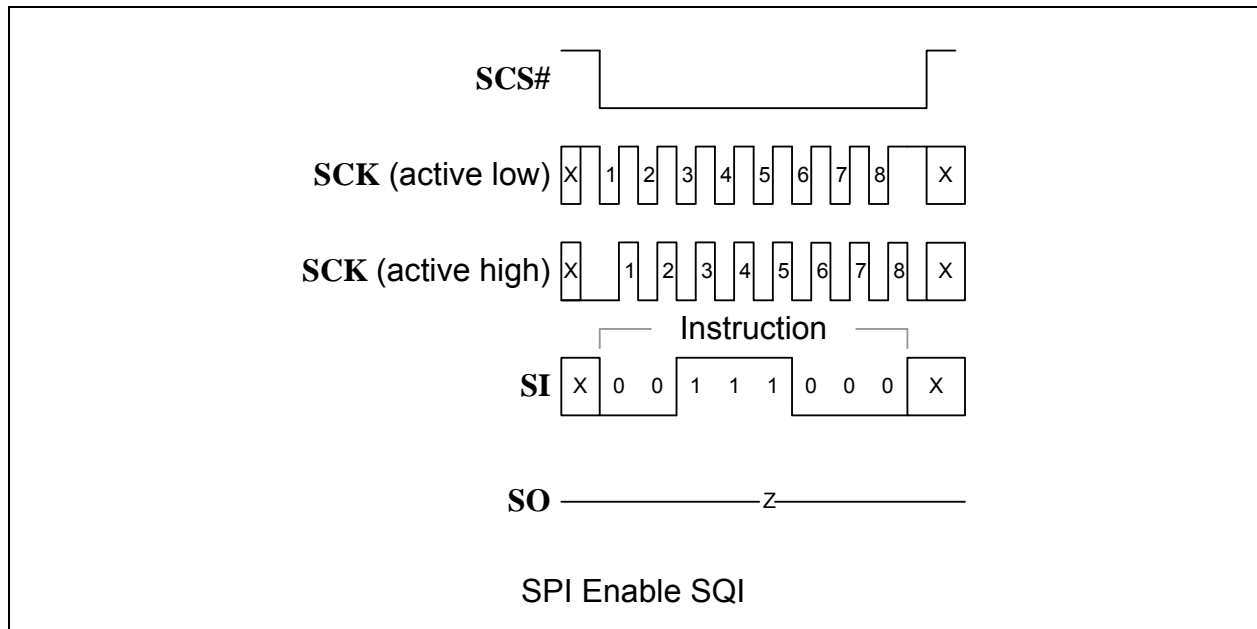 SCS#
SCK (active low) X 1 2 3 4 5 6 7 8 X
SCK (active high) X 1 2 3 4 5 6 7 8 X
Instruction
SI X 0 0 1 1 1 0 0 0 X
SO Z
SPI Enable SQI